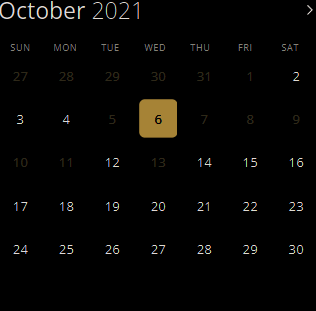 October 2021
SUN MON TUE WED THU FRI SAT
27 28 29 30 31 1 2
3 4 5 6 7 8 9
10 11 12 13 14 15 16
17 18 19 20 21 22 23
24 25 26 27 28 29 30